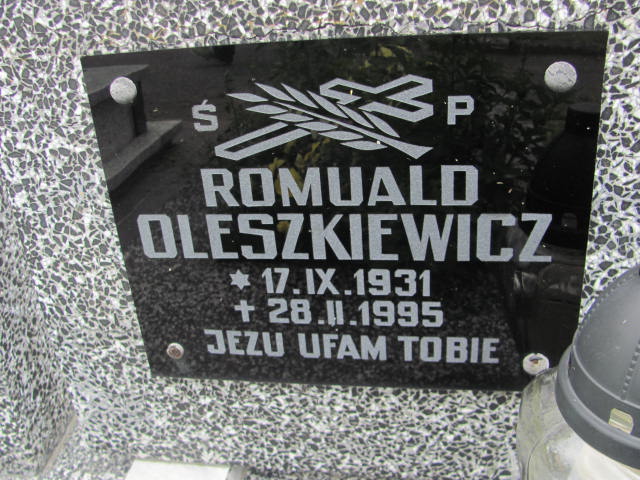 Ś P
ROMUALD
OLESZKIEWICZ
* 17.IX.1931
✝ 28.II.1995
JEZU UFAM TOBIE